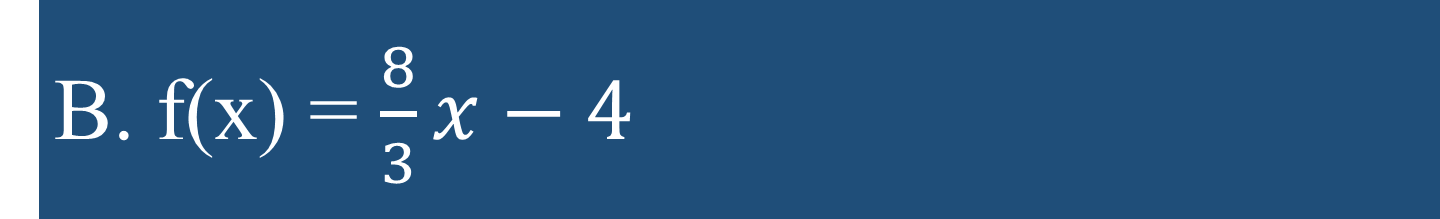 B. f(x) = 8/3 x − 4